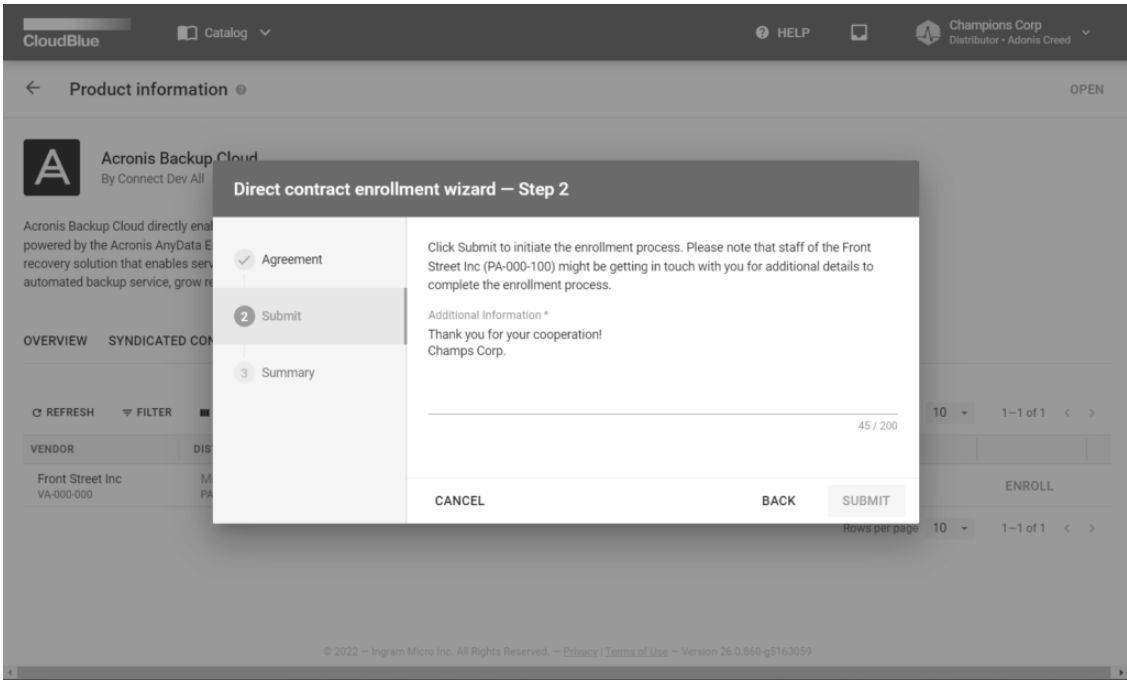 CloudBlue
Catalog
HELP
Champions Corp
Distributor • Adonis Creed
Product information
OPEN
Acronis Backup Cloud
By Connect Dev All
Acronis Backup Cloud directly enal
powered by the Acronis AnyData E
recovery solution that enables serv
automated backup service, grow re
OVERVIEW SYNDICATED CON
REFRESH FILTER
10 1–1 of 1
VENDOR DIS
Front Street Inc
VA-000-000 PA
ENROLL
Rows per page 10 1–1 of 1
Direct contract enrollment wizard — Step 2
Agreement
2 Submit
3 Summary
Click Submit to initiate the enrollment process. Please note that staff of the Front
Street Inc (PA-000-100) might be getting in touch with you for additional details to
complete the enrollment process.
Additional Information *
Thank you for your cooperation!
Champs Corp.
45 / 200
CANCEL BACK SUBMIT
© 2022 — Ingram Micro Inc. All Rights Reserved. — Privacy | Terms of Use — Version 26.0.860-g5163059